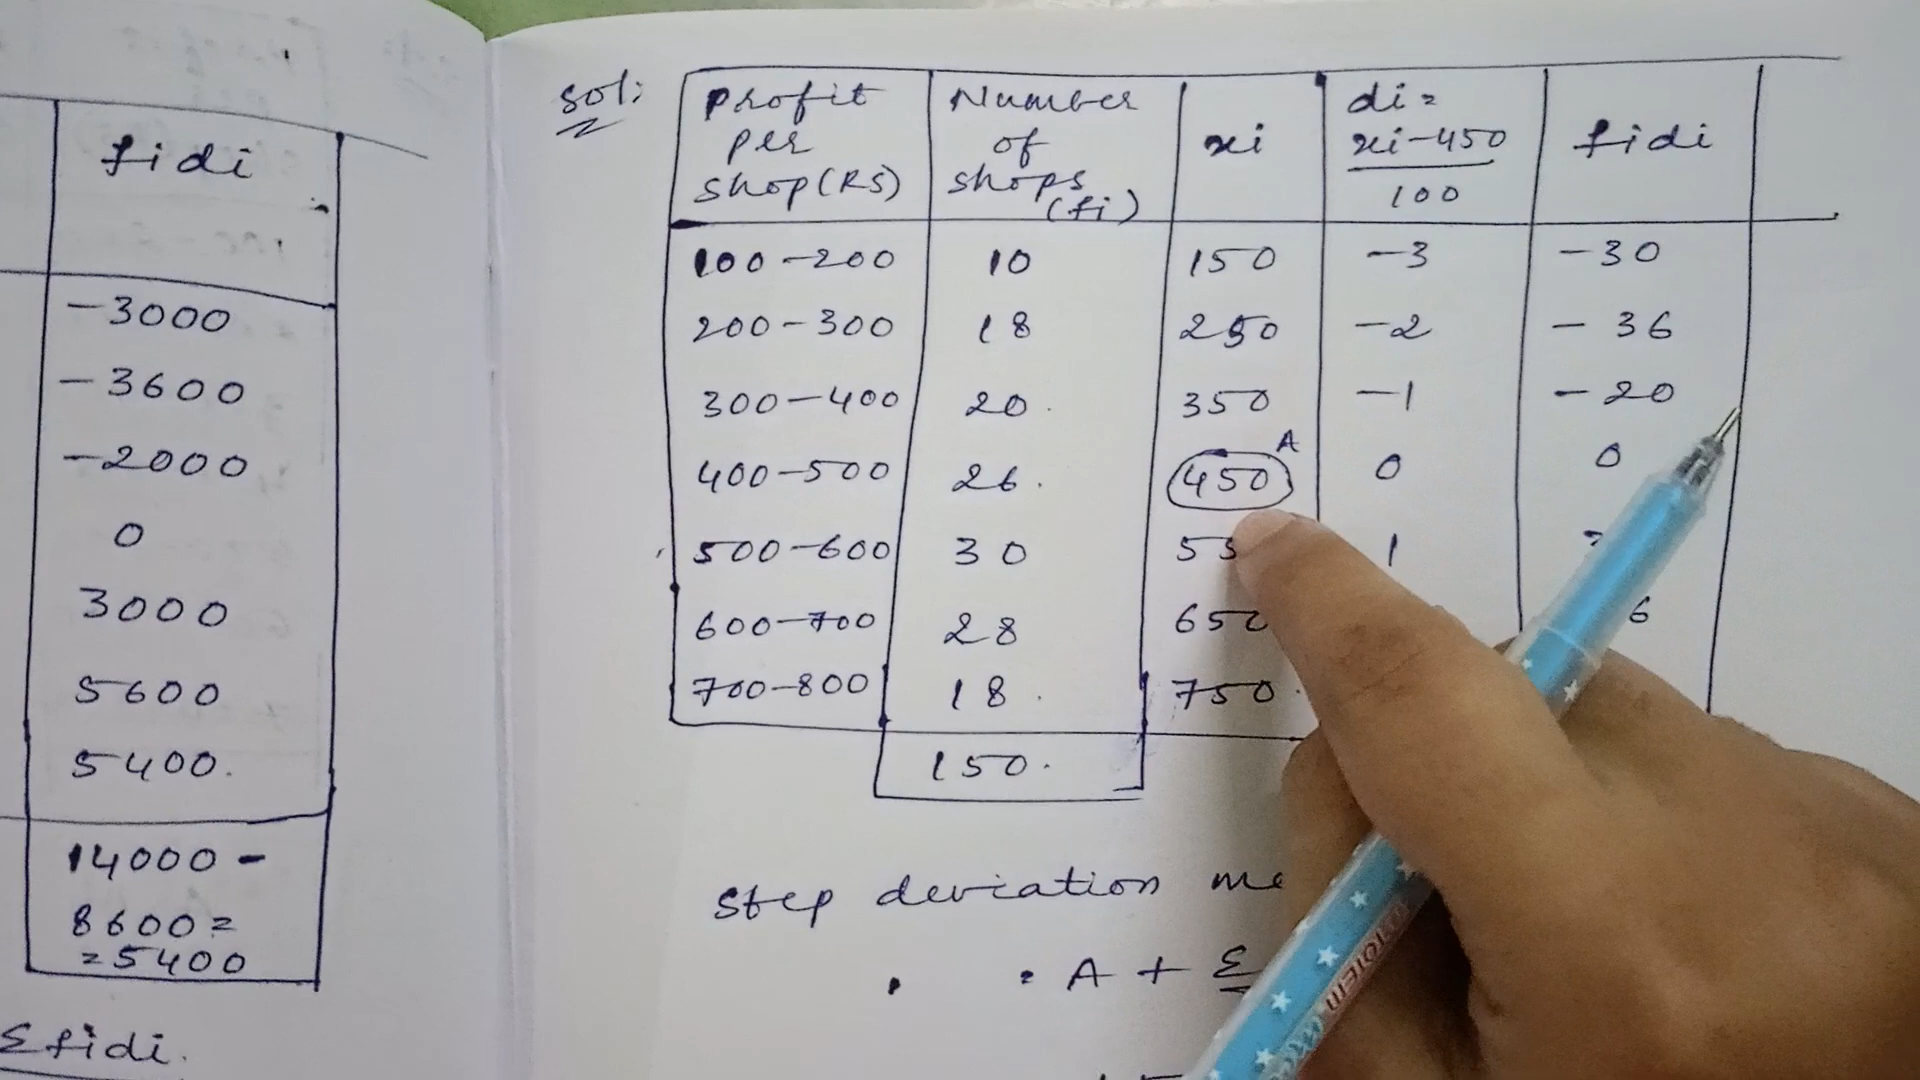 fidi
-3000
-3600
-2000
0
3000
5600
5400.
14000 -
8600 =
= 5400
Σfidi.
Sol:
Profit per shop (RS)
Number of shops (fi)
xi
di = xi-450 / 100
fidi
100-200 10 150 -3 -30
200-300 18 250 -2 -36
300-400 20. 350 -1 -20
A
400-500 26. 450 0 0
500-600 30 1
600-700 28 650
700-800 18. 750.
150.
Step deviation
= A + Σ